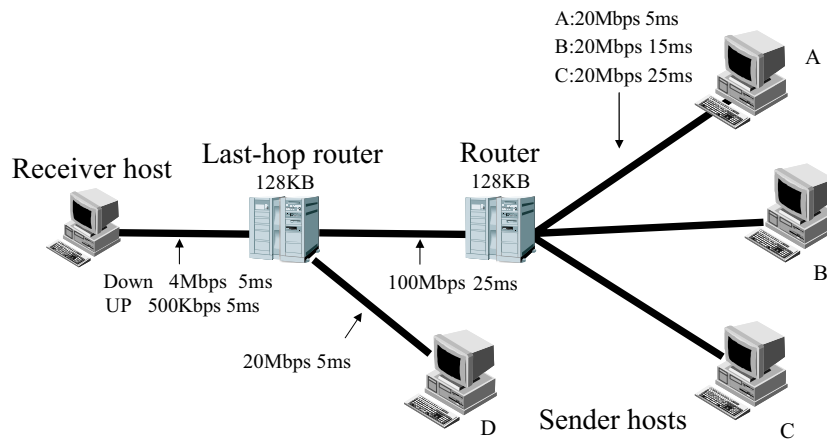 A:20Mbps 5ms
B:20Mbps 15ms
C:20Mbps 25ms
A
Last-hop router
Router
Receiver host
128KB
128KB
B
Down 4Mbps 5ms
UP 500Kbps 5ms
100Mbps 25ms
20Mbps 5ms
D
Sender hosts
C